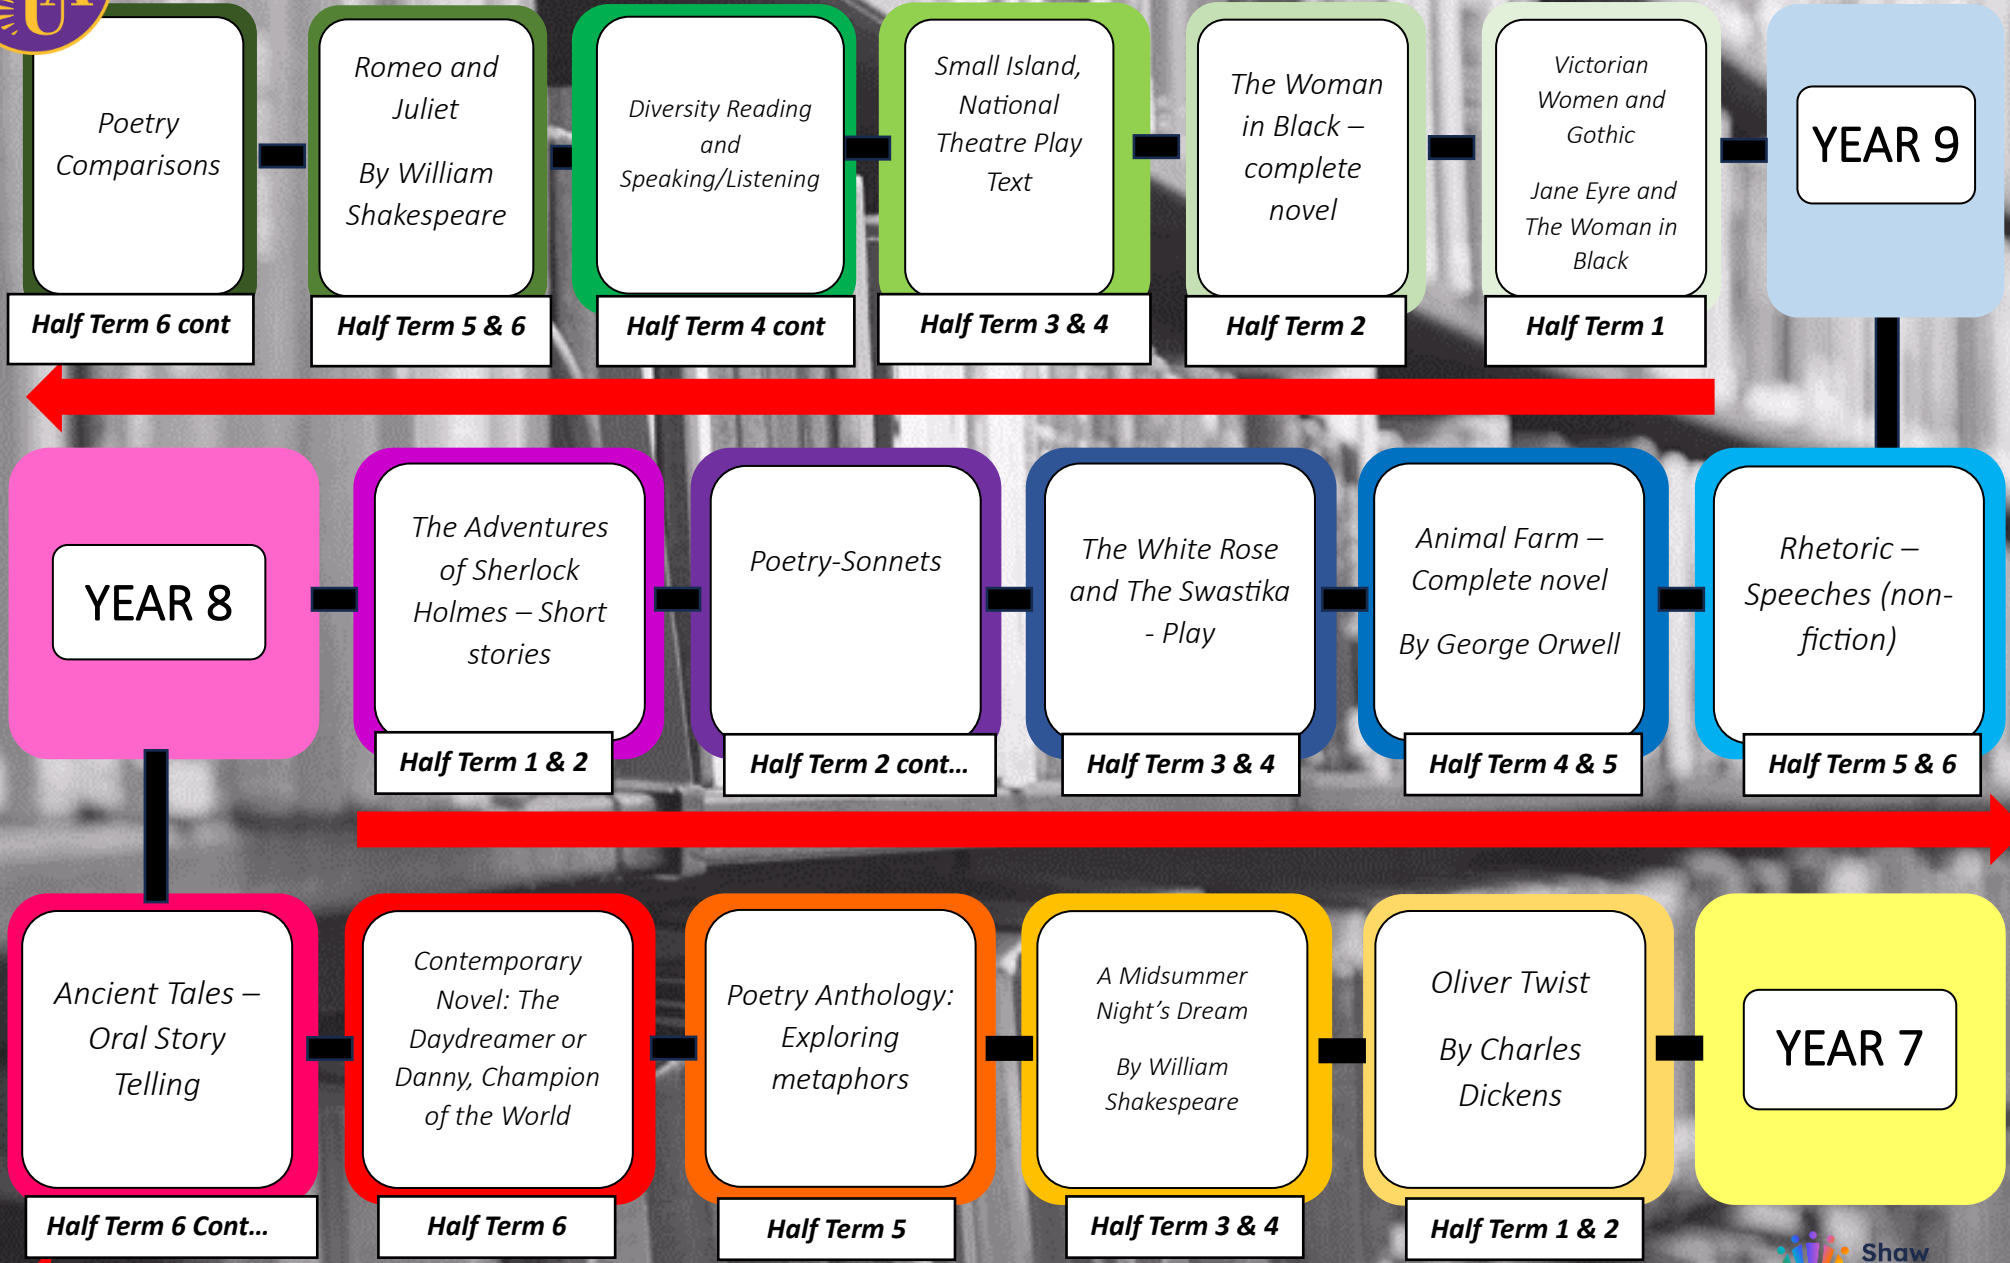 UA
Poetry
Comparisons
Half Term 6 cont
Romeo and
Juliet
By William
Shakespeare
Half Term 5 & 6
Diversity Reading
and
Speaking/Listening
Half Term 4 cont
Small Island,
National
Theatre Play
Text
Half Term 3 & 4
The Woman
in Black –
complete
novel
Half Term 2
Victorian
Women and
Gothic
Jane Eyre and
The Woman in
Black
Half Term 1
YEAR 9
YEAR 8
The Adventures
of Sherlock
Holmes – Short
stories
Half Term 1 & 2
Poetry-Sonnets
Half Term 2 cont...
The White Rose
and The Swastika
- Play
Half Term 3 & 4
Animal Farm –
Complete novel
By George Orwell
Half Term 4 & 5
Rhetoric –
Speeches (non-
fiction)
Half Term 5 & 6
Ancient Tales –
Oral Story
Telling
Half Term 6 Cont...
Contemporary
Novel: The
Daydreamer or
Danny, Champion
of the World
Half Term 6
Poetry Anthology:
Exploring
metaphors
Half Term 5
A Midsummer
Night's Dream
By William
Shakespeare
Half Term 3 & 4
Oliver Twist
By Charles
Dickens
Half Term 1 & 2
YEAR 7
Shaw